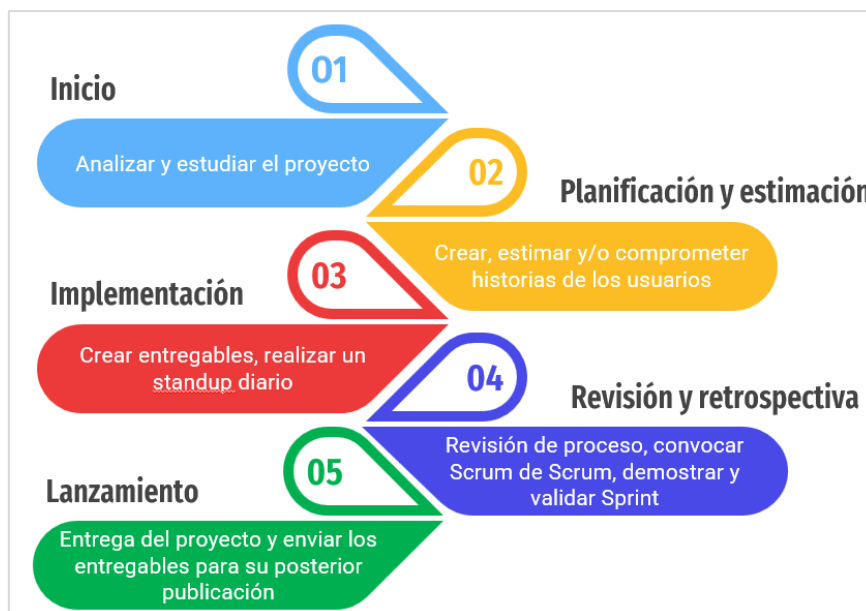 01
Inicio
Analizar y estudiar el proyecto
02
Planificación y estimación
Crear, estimar y/o comprometer
historias de los usuarios
03
Implementación
Crear entregables, realizar un
standup diario
04
Revisión y retrospectiva
Revisión de proceso, convocar
Scrum de Scrum, demostrar y
validar Sprint
05
Lanzamiento
Entrega del proyecto y enviar los
entregables para su posterior
publicación